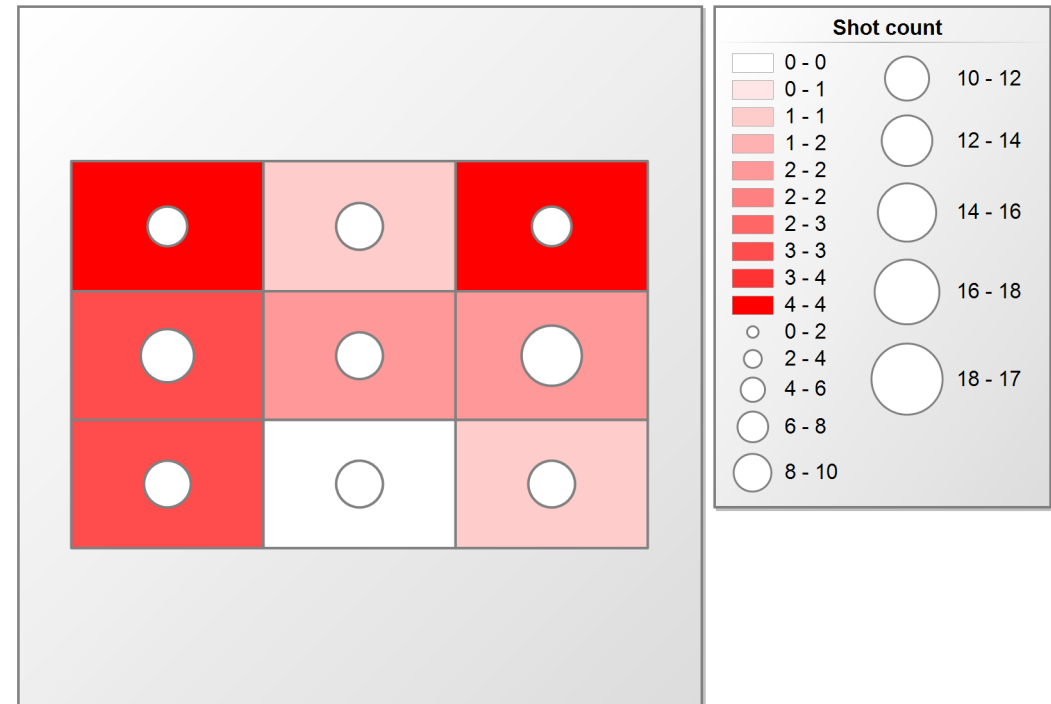 Shot count
0 - 0
0 - 1
1 - 1
1 - 2
2 - 2
2 - 2
2 - 3
3 - 3
3 - 4
4 - 4
0 - 2
2 - 4
4 - 6
6 - 8
8 - 10
10 - 12
12 - 14
14 - 16
16 - 18
18 - 17